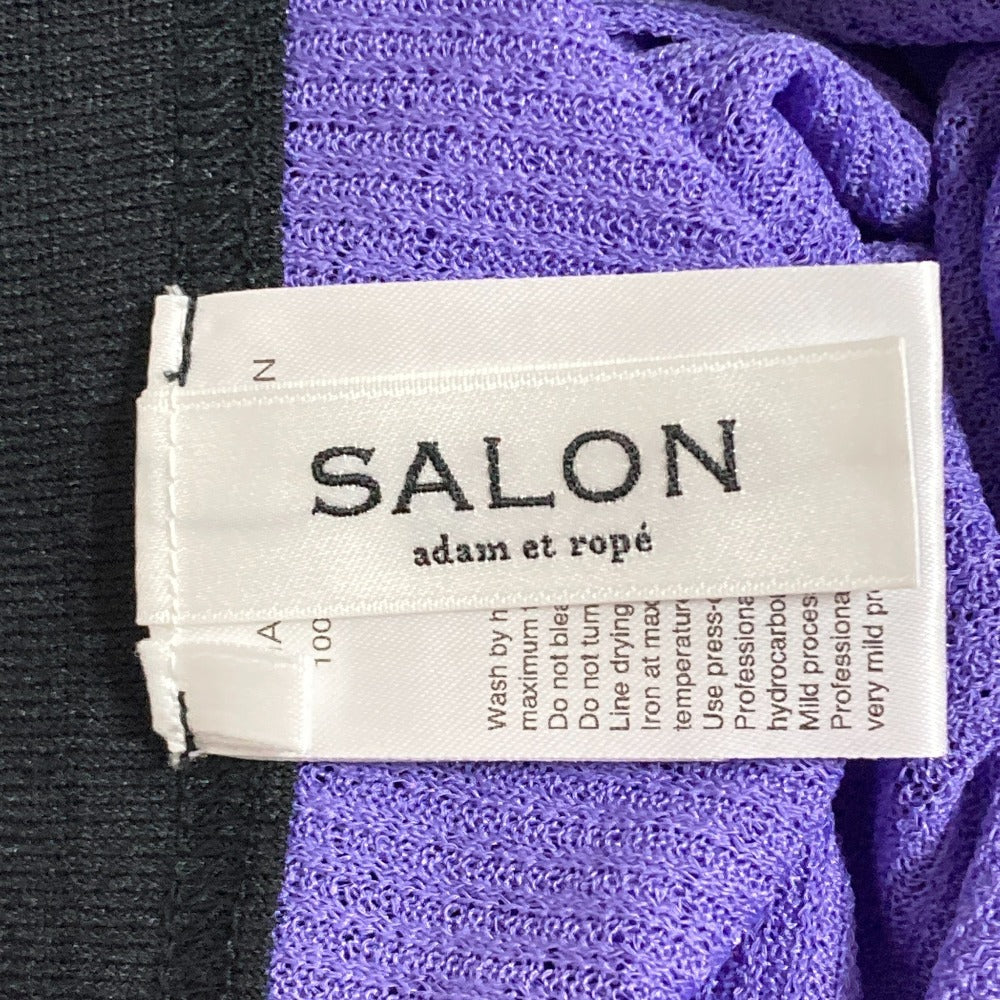 SALON
adam et ropé
N
A
100
Wash by h
maximum t
Do not blea
Do not tum
Line drying
Iron at max
temperature
Use press-c
Professiona
hydrocarbo
Mild proces
Professiona
very mild pr